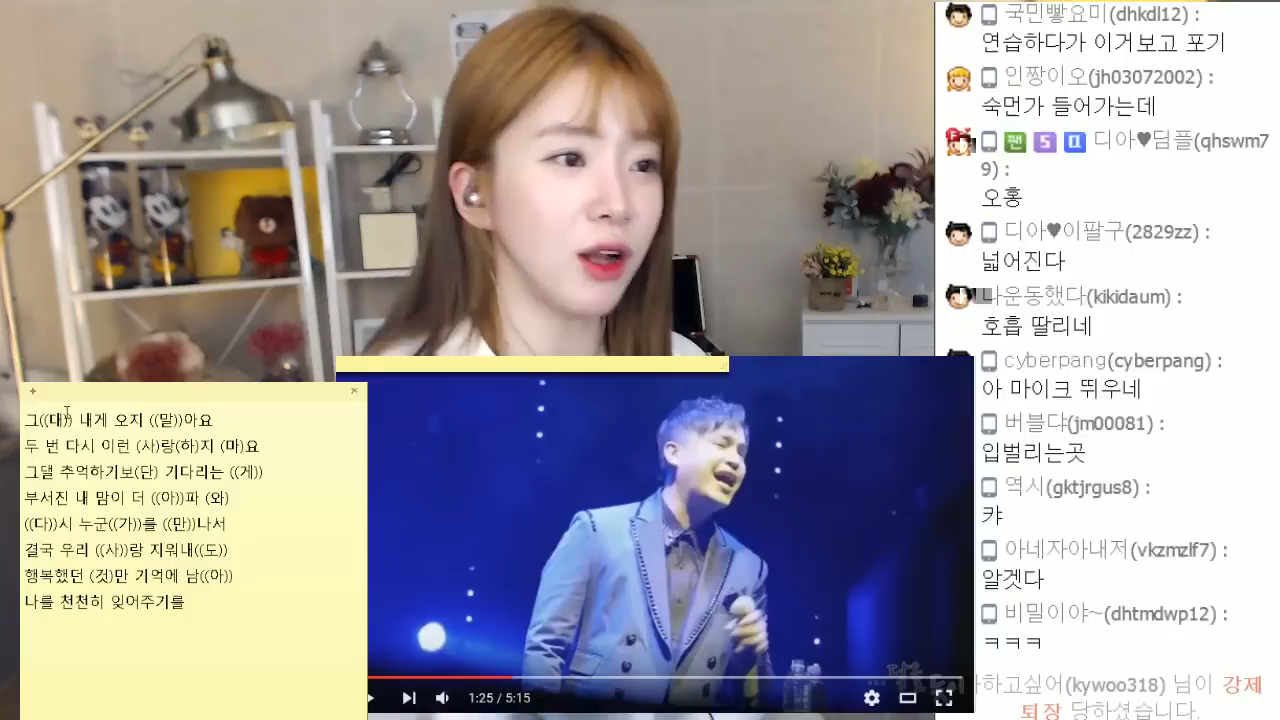 그((대)) 내게 오지 ((말))아요
두 번 다시 이런 (사)랑(하)지 (마)요
그댈 추억하기보(단) 기다리는 ((게))
부서진 내 맘이 더 ((아))파 (와)
((다))시 누군((가))를 ((만))나서
결국 우리 ((사))랑 지워내((도))
행복했던 (것)만 기억에 남((아))
나를 천천히 잊어주기를
1:25 / 5:15
국민빻요미(dhkdl12) :
연습하다가 이거보고 포기
인짱이오(jh03072002) :
숙먼가 들어가는데
팬 5 디아♥덤플(qhswm7
9) :
오홍
디아♥이팔구(2829zz) :
넓어진다
나운동했다(kikidaum) :
호흡 딸리네
cyberpang(cyberpang) :
아 마이크 뛰우네
버블댜(jm00081) :
입벌리는곳
역시(gktjrgus8) :
캬
아네자아내저(vkzmzlf7) :
알겟다
비밀이야~(dhtmdwp12) :
ㅋㅋㅋ
하고싶어(kywoo318) 님이 강제
퇴장 당하셨습니다.